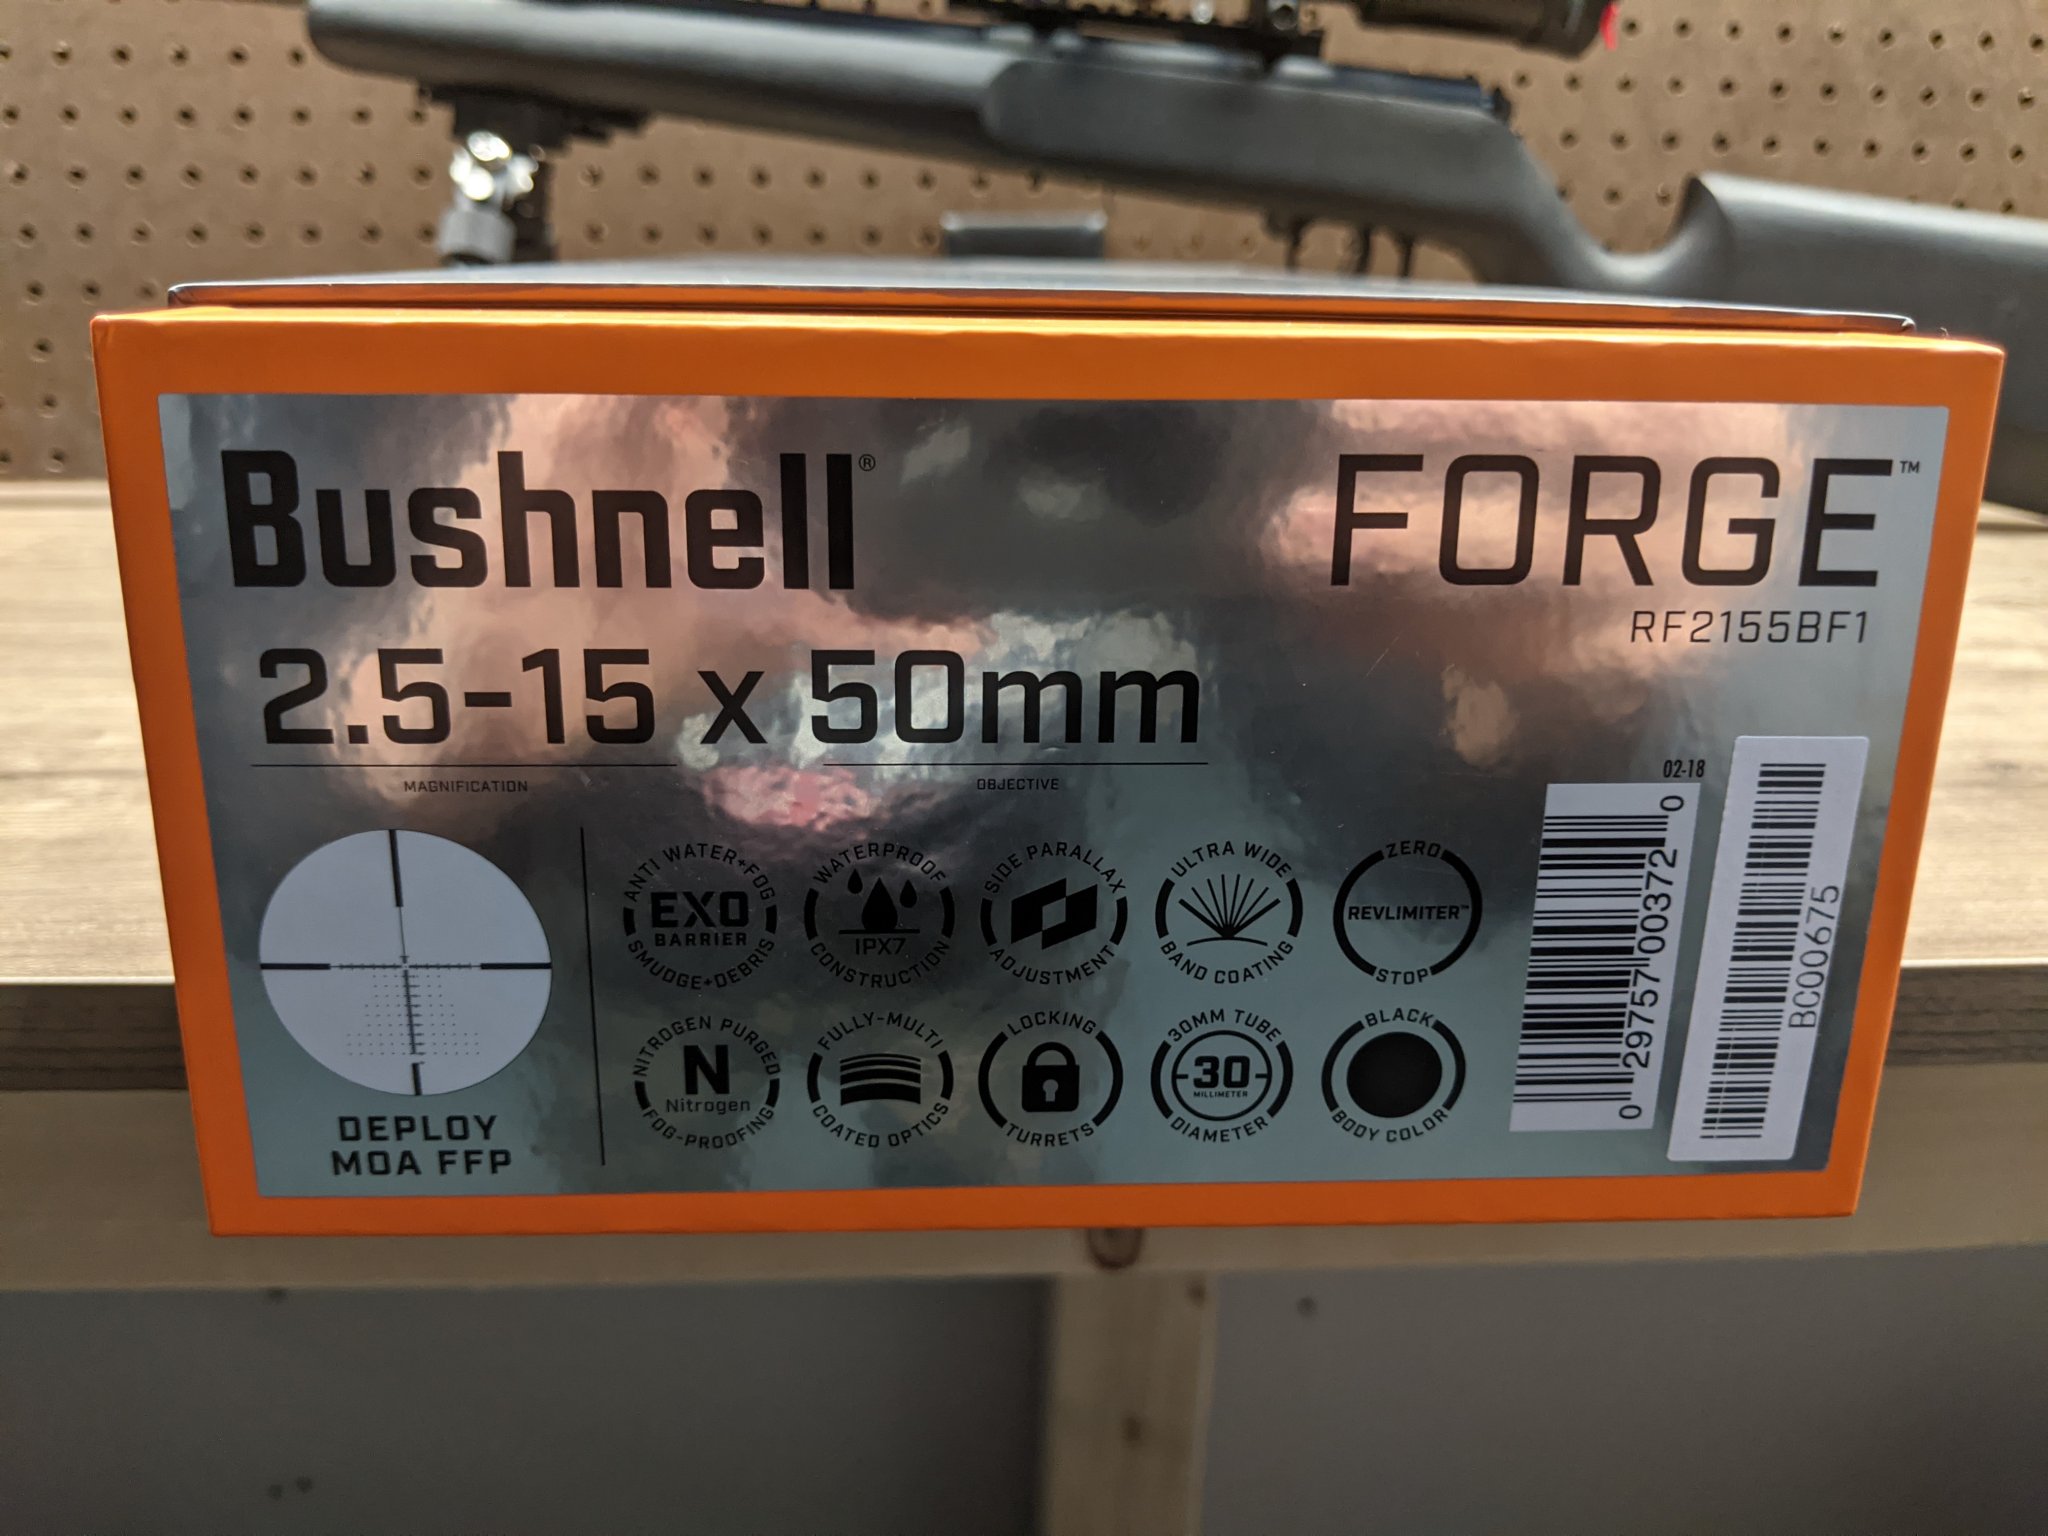 Bushnell®
FORGE™
RF2155BF1
2.5-15 x 50mm
MAGNIFICATION
OBJECTIVE
DEPLOY
MOA FFP
ANTI WATER+FOG
EXO
BARRIER
SMUDGE+DEBRIS
WATERPROOF
IPX7
CONSTRUCTION
SIDE PARALLAX
ADJUSTMENT
ULTRA WIDE
BAND COATING
ZERO
REVLIMITER™
STOP
NITROGEN PURGED
N
Nitrogen
FOG-PROOFING
FULLY-MULTI
COATED OPTICS
LOCKING
TURRETS
30MM TUBE
30
MILLIMETER
DIAMETER
BLACK
BODY COLOR
02-18
0 29757 00372 0
BC00675